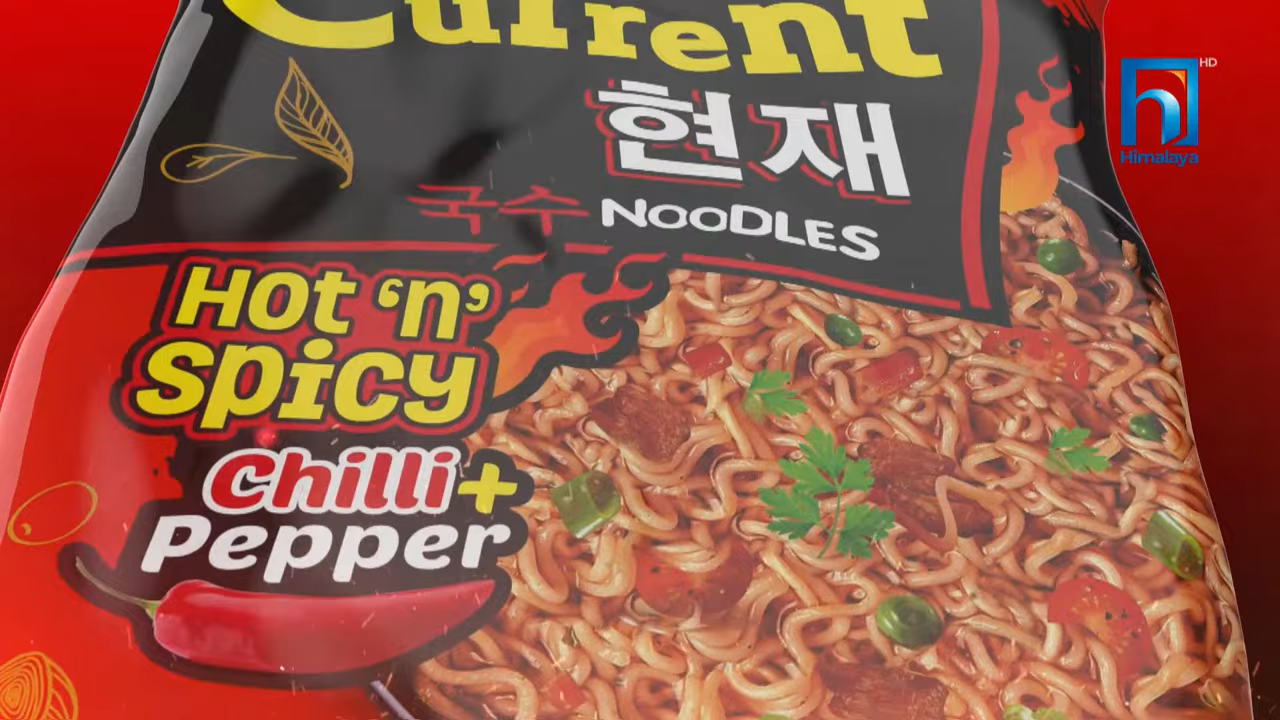 Current
현재
국수 NOODLES
HOT 'n'
spicy
Chilli+
Pepper
HD
Himalaya